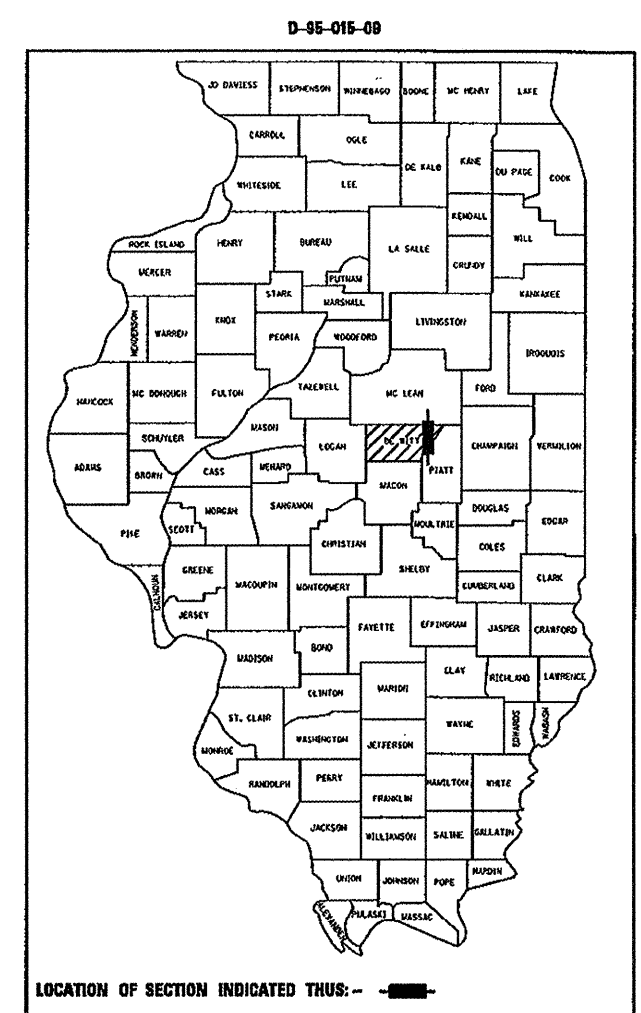 D-95-015-09
JO DAVIESS STEPHENSON WINNEBAGO BOONE MC HENRY LAKE
CARROLL OGLE DE KALB KANE DU PAGE COOK
WHITESIDE LEE KENDALL
ROCK ISLAND HENRY BUREAU LA SALLE GRUNDY WILL
MERCER STARK PUTNAM MARSHALL KANKAKEE
HENDERSON WARREN KNOX PEORIA WOODFORD LIVINGSTON
IROQUOIS
HANCOCK MC DONOUGH FULTON TAZEWELL MC LEAN FORD
MASON
ADAMS SCHUYLER LOGAN DE WITT CHAMPAIGN VERMILION
BROWN CASS MENARD PIATT
MACON
PIKE SCOTT MORGAN SANGAMON MOULTRIE DOUGLAS EDGAR
CHRISTIAN COLES
CALHOUN GREENE MACOUPIN MONTGOMERY SHELBY CUMBERLAND CLARK
JERSEY
FAYETTE EFFINGHAM JASPER CRAWFORD
MADISON BOND
CLAY RICHLAND LAWRENCE
CLINTON MARION
ST. CLAIR WAYNE EDWARDS WABASH
MONROE WASHINGTON JEFFERSON
RANDOLPH PERRY HAMILTON WHITE
FRANKLIN
JACKSON WILLIAMSON SALINE GALLATIN
UNION JOHNSON POPE HARDIN
ALEXANDER PULASKI MASSAC
LOCATION OF SECTION INDICATED THUS:-